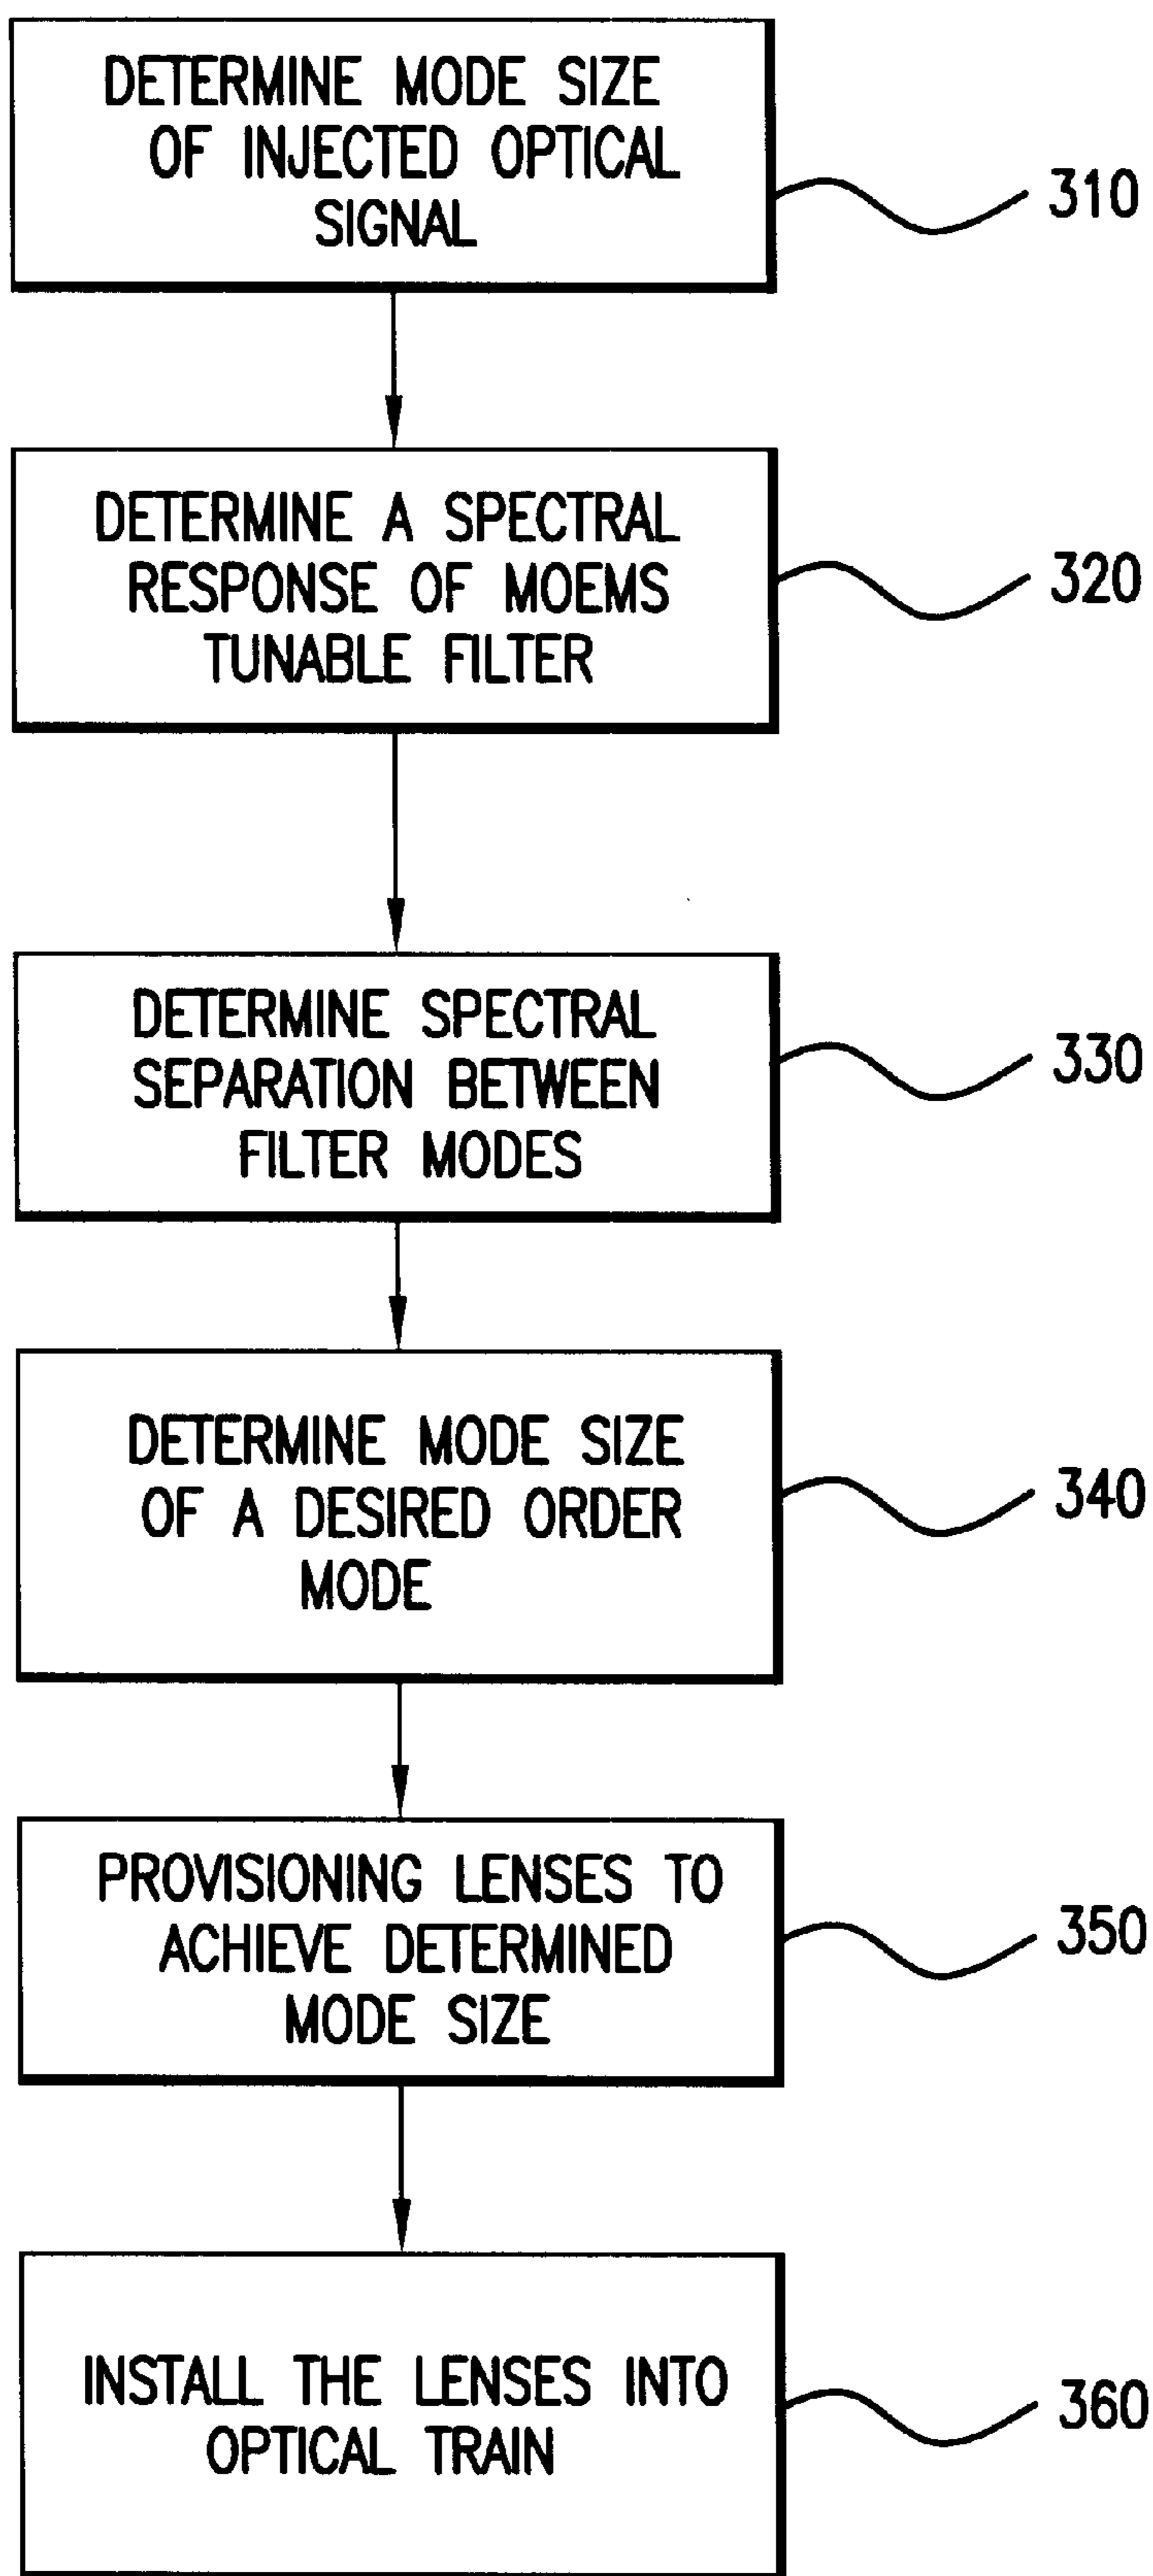 DETERMINE MODE SIZE
OF INJECTED OPTICAL
SIGNAL
310
DETERMINE A SPECTRAL
RESPONSE OF MOEMS
TUNABLE FILTER
320
DETERMINE SPECTRAL
SEPARATION BETWEEN
FILTER MODES
330
DETERMINE MODE SIZE
OF A DESIRED ORDER
MODE
340
PROVISIONING LENSES TO
ACHIEVE DETERMINED
MODE SIZE
350
INSTALL THE LENSES INTO
OPTICAL TRAIN
360